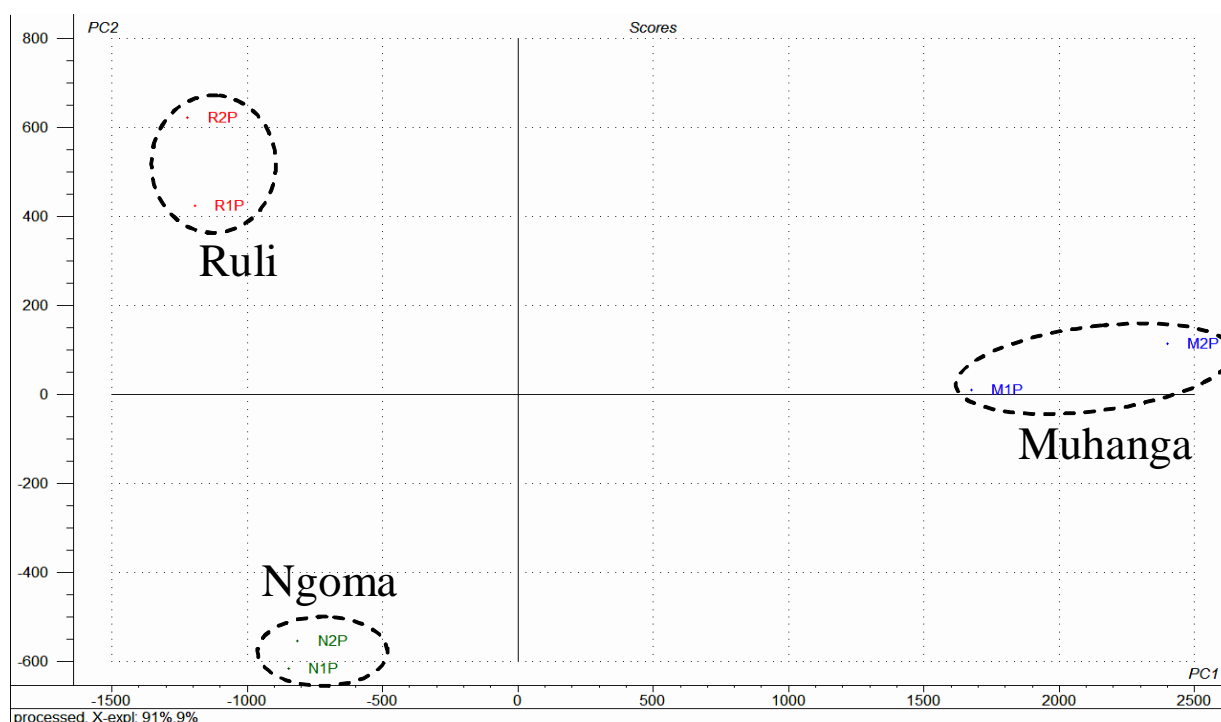 PC2
Scores
800
600
R2P
400
R1P
Ruli
200
M2P
0
M1P
Muhanga
-200
-400
Ngoma
N2P
-600
N1P
PC1
-1500 -1000 -500 0 500 1000 1500 2000 2500
processed, X-expl: 91%,9%